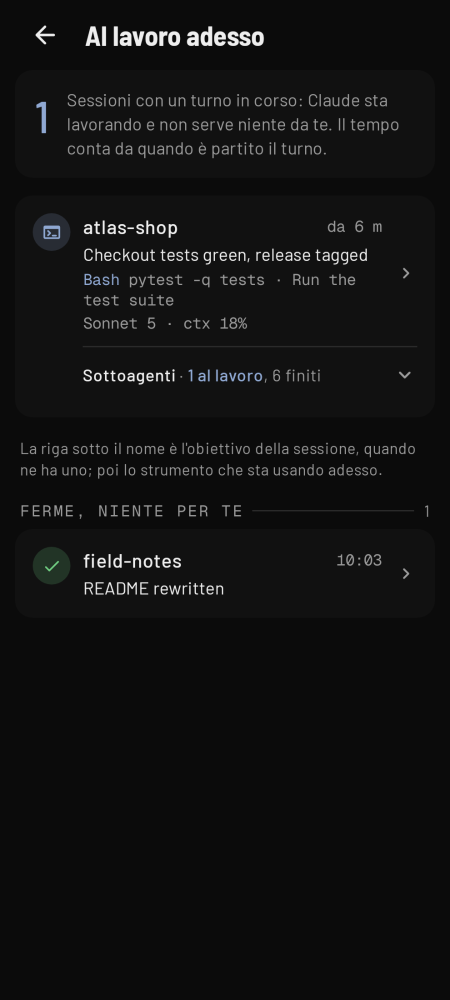 Al lavoro adesso
1
Sessioni con un turno in corso: Claude sta
lavorando e non serve niente da te. Il tempo
conta da quando è partito il turno.
atlas-shop
da 6 m
Checkout tests green, release tagged
Bash pytest -q tests · Run the
test suite
Sonnet 5 · ctx 18%
Sottoagenti · 1 al lavoro, 6 finiti
La riga sotto il nome è l'obiettivo della sessione, quando
ne ha uno; poi lo strumento che sta usando adesso.
FERME, NIENTE PER TE 1
field-notes
10:03
README rewritten